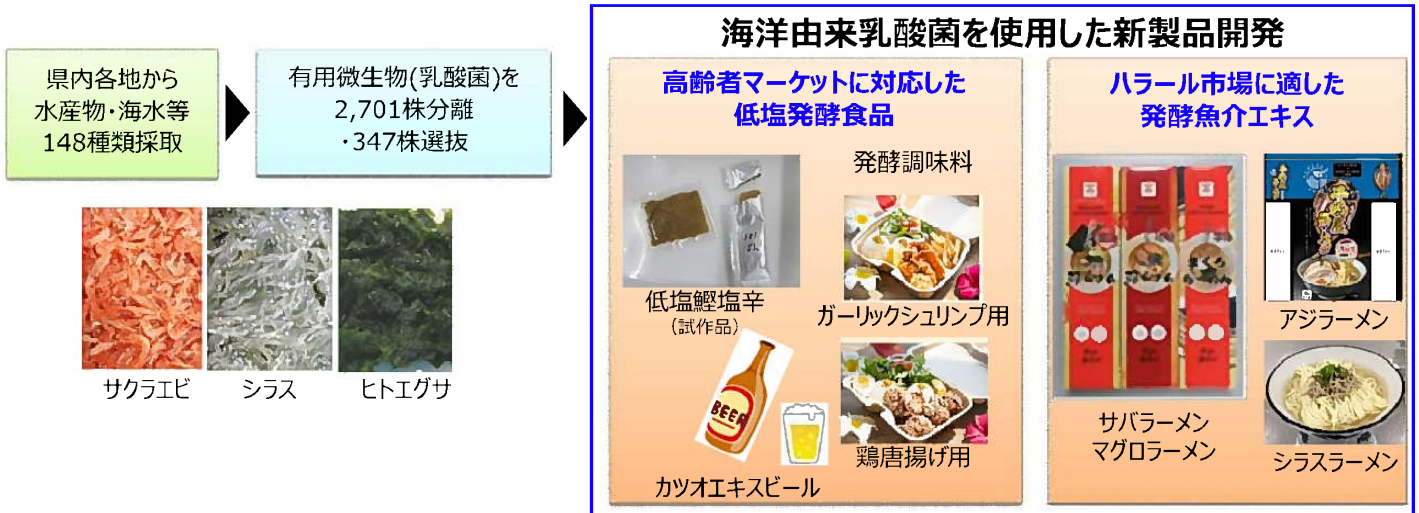 県内各地から
水産物・海水等
148種類採取
有用微生物(乳酸菌)を
2,701株分離
・347株選抜
サクラエビ
シラス
ヒトエグサ
海洋由来乳酸菌を使用した新製品開発
高齢者マーケットに対応した
低塩発酵食品
発酵調味料
低塩鰹塩辛
(試作品)
ガーリックシュリンプ用
BEER
カツオエキスビール
鶏唐揚げ用
ハラール市場に適した
発酵魚介エキス
サバラーメン
マグロラーメン
アジラーメン
シラスラーメン